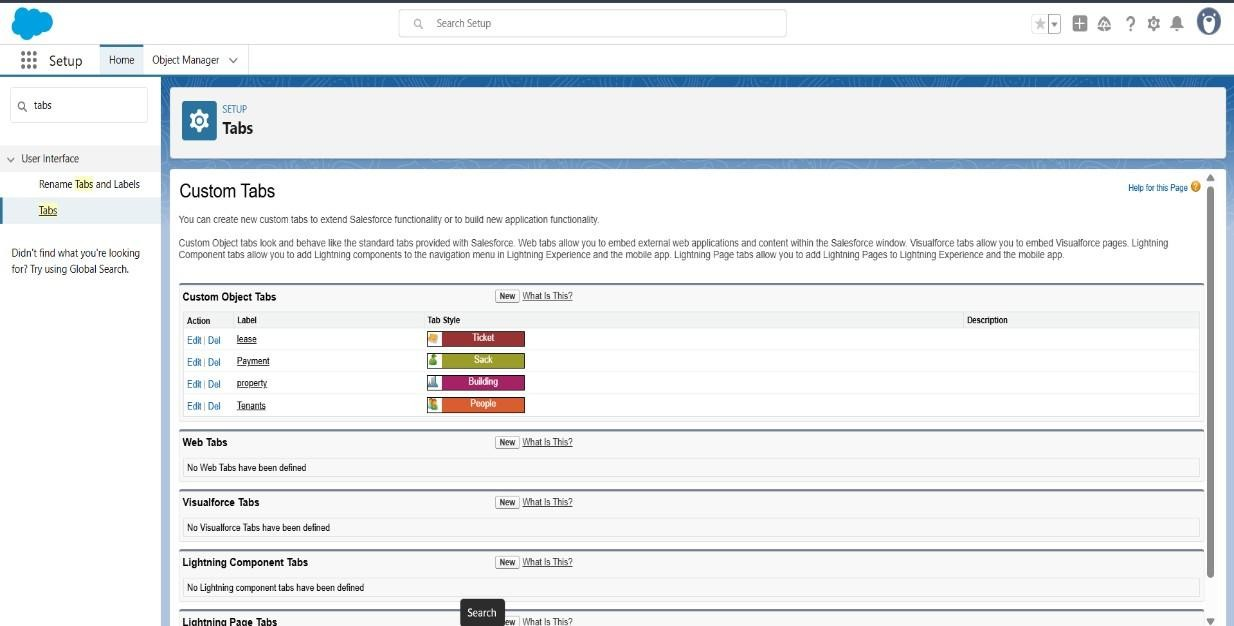 Search Setup
Setup
Home
Object Manager
tabs
User Interface
Rename Tabs and Labels
Tabs
Didn't find what you're looking
for? Try using Global Search.
SETUP
Tabs
Custom Tabs
Help for this Page ?
You can create new custom tabs to extend Salesforce functionality or to build new application functionality.
Custom Object tabs look and behave like the standard tabs provided with Salesforce. Web tabs allow you to embed external web applications and content within the Salesforce window. Visualforce tabs allow you to embed Visualforce pages. Lightning
Component tabs allow you to add Lightning components to the navigation menu in Lightning Experience and the mobile app. Lightning Page tabs allow you to add Lightning Pages to Lightning Experience and the mobile app.
Custom Object Tabs New What Is This?
Action Label Tab Style Description
Edit | Del lease Ticket
Edit | Del Payment Sack
Edit | Del property Building
Edit | Del Tenants People
Web Tabs New What Is This?
No Web Tabs have been defined
Visualforce Tabs New What Is This?
No Visualforce Tabs have been defined
Lightning Component Tabs New What Is This?
No Lightning component tabs have been defined
Search
Lightning Page Tabs ew What Is This?